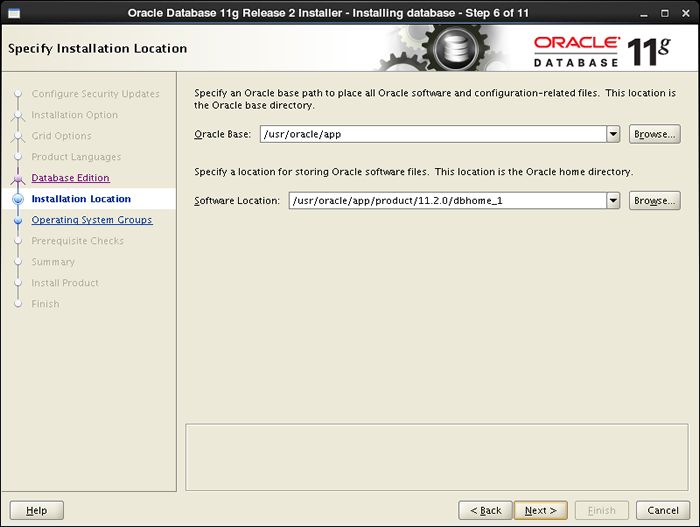 Oracle Database 11g Release 2 Installer - Installing database - Step 6 of 11
Specify Installation Location
ORACLE
DATABASE
11g
Configure Security Updates
Installation Option
Grid Options
Product Languages
Database Edition
Installation Location
Operating System Groups
Prerequisite Checks
Summary
Install Product
Finish
Specify an Oracle base path to place all Oracle software and configuration-related files. This location is
the Oracle base directory.
Oracle Base: /usr/oracle/app Browse...
Specify a location for storing Oracle software files. This location is the Oracle home directory.
Software Location: /usr/oracle/app/product/11.2.0/dbhome_1 Browse...
Help < Back Next > Finish Cancel